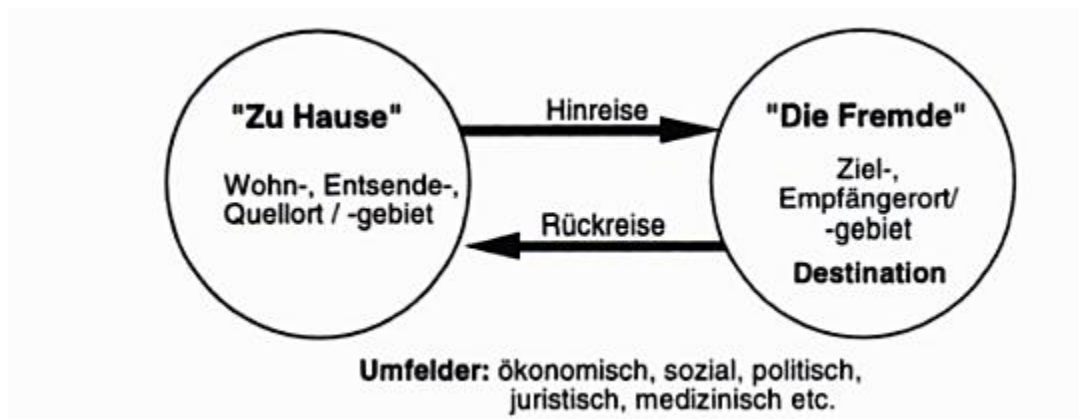 "Zu Hause"
Wohn-, Entsende-,
Quellort / -gebiet
Hinreise
Rückreise
"Die Fremde"
Ziel-,
Empfängerort/
-gebiet
Destination
Umfelder: ökonomisch, sozial, politisch,
juristisch, medizinisch etc.